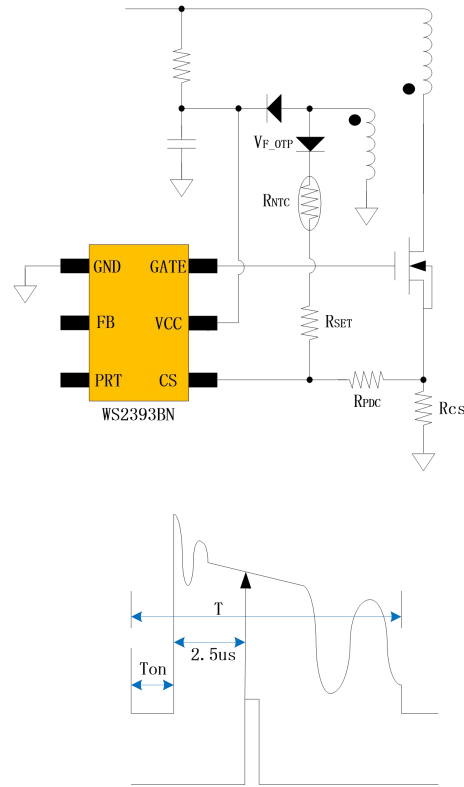 VF_OTP
RNTC
GND GATE
FB VCC
RSET
PRT CS
RPDC
Rcs
WS2393BN
T
2.5us
Ton